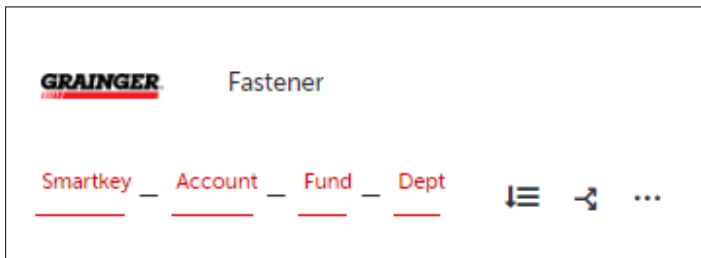 GRAINGER Fastener
Smartkey _ Account _ Fund _ Dept